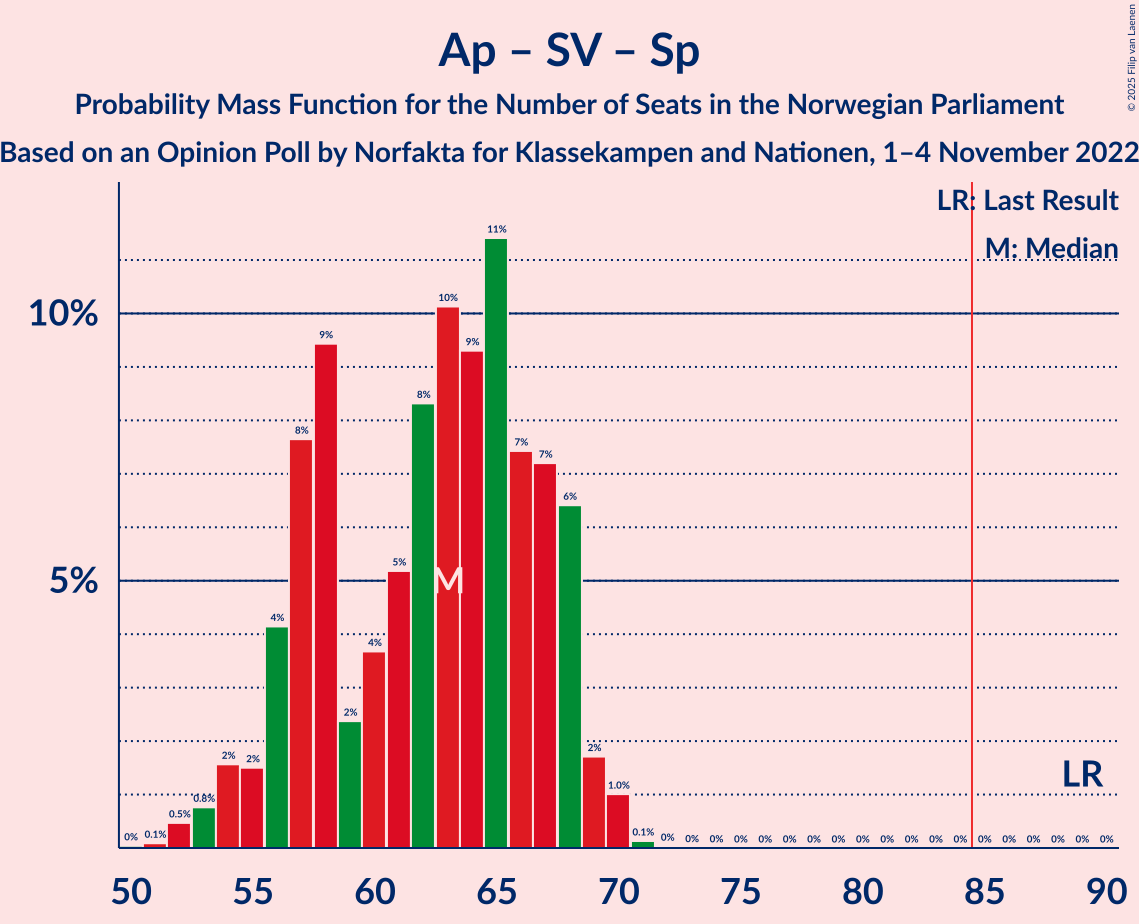 Ap – SV – Sp
Probability Mass Function for the Number of Seats in the Norwegian Parliament
Based on an Opinion Poll by Norfakta for Klassekampen and Nationen, 1–4 November 2022
© 2025 Filip van Laenen
LR: Last Result
M: Median
10%
5%
0% 0.1% 0.5% 0.8% 2% 2% 4% 8% 9% 2% 4% 5% 8% 10% 9% 11% 7% 7% 6% 2% 1.0% 0.1% 0% 0% 0% 0% 0% 0% 0% 0% 0% 0% 0% 0% 0% 0% 0% 0% 0% 0% 0%
M
LR
50 55 60 65 70 75 80 85 90